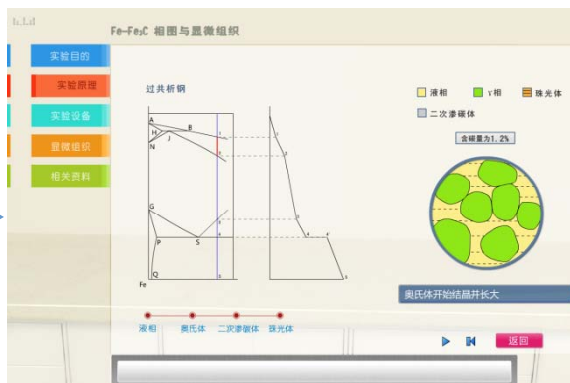 Fe-Fe₃C 相图与显微组织
实验目的
实验原理
实验设备
显微组织
相关资料
过共析钢
液相
γ相
珠光体
二次渗碳体
含碳量为1.2%
A
B
H
J
N
G
P
S
Q
Fe
奥氏体开始结晶并长大
液相 奥氏体 二次渗碳体 珠光体
返回